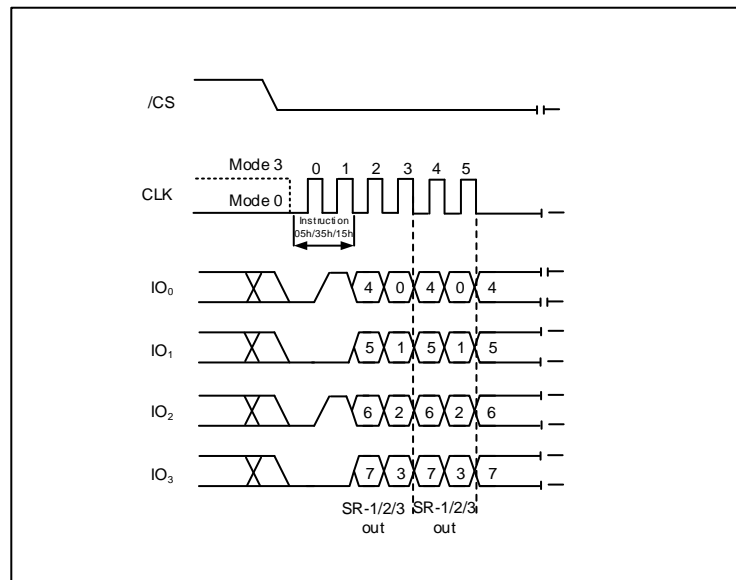 /CS
Mode 3 0 1 2 3 4 5
CLK
Mode 0
Instruction
05h/35h/15h
IO₀ 4 0 4 0 4
IO₁ 5 1 5 1 5
IO₂ 6 2 6 2 6
IO₃ 7 3 7 3 7
SR-1/2/3 SR-1/2/3
out out